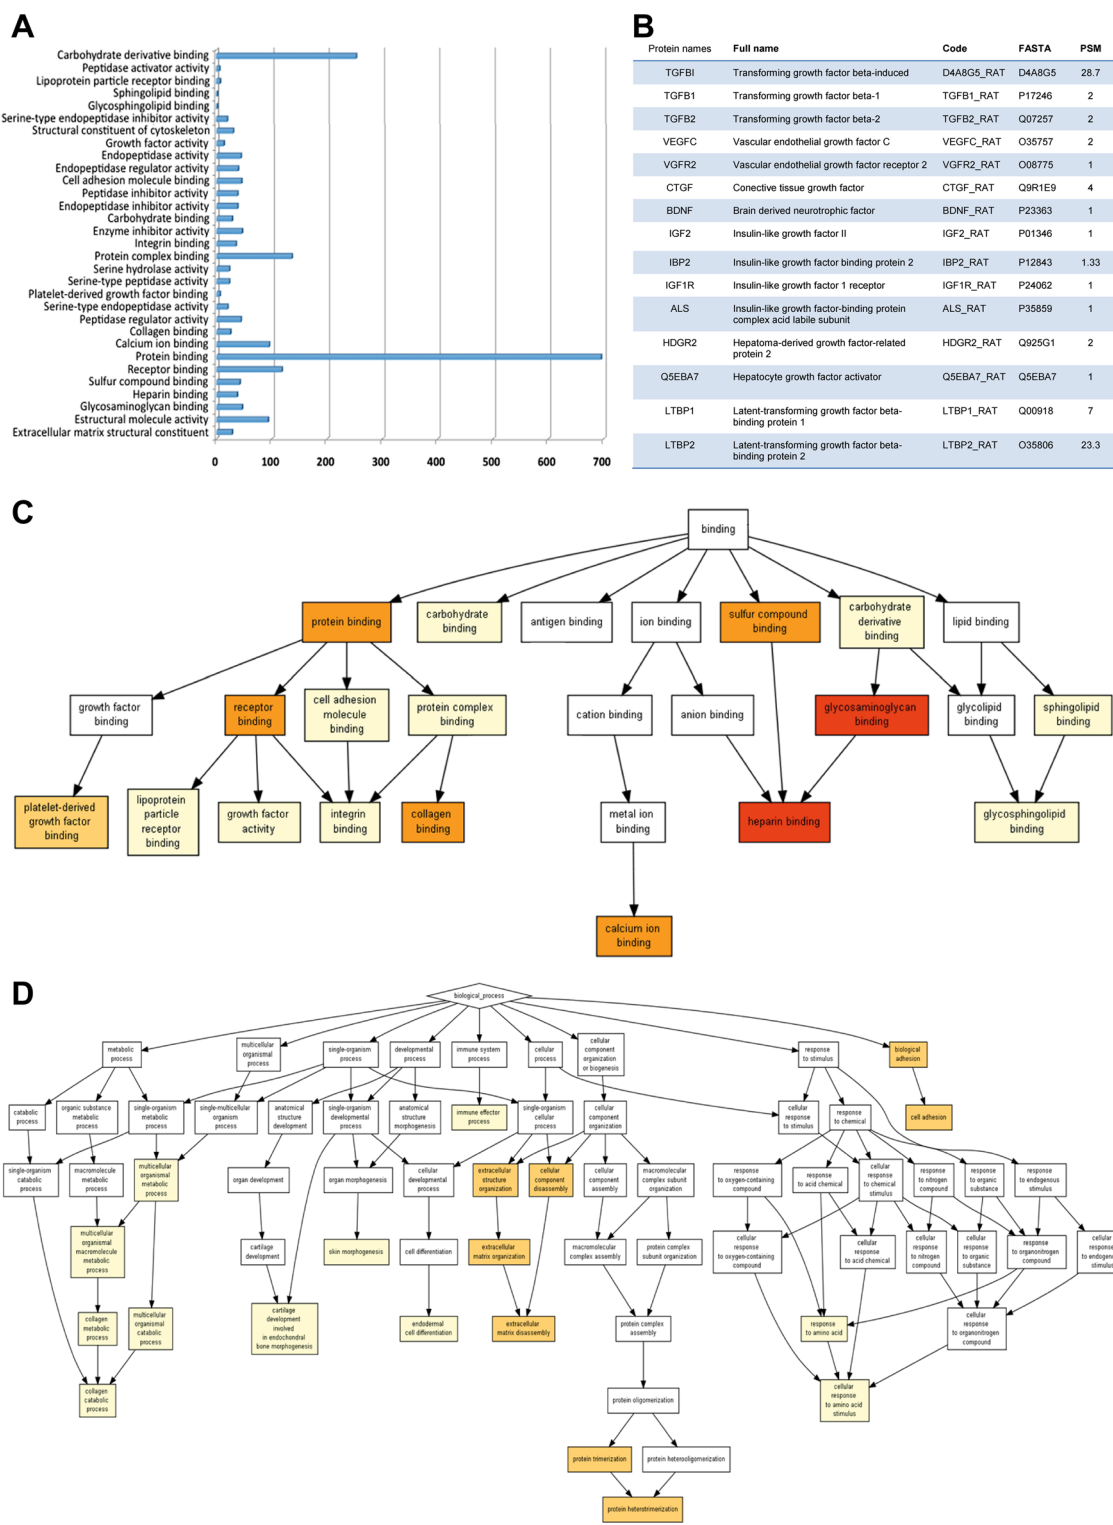 A
Carbohydrate derivative binding
Peptidase activator activity
Lipoprotein particle receptor binding
Sphingolipid binding
Glycosphingolipid binding
Serine-type endopeptidase inhibitor activity
Structural constituent of cytoskeleton
Growth factor activity
Endopeptidase activity
Endopeptidase regulator activity
Cell adhesion molecule binding
Peptidase inhibitor activity
Endopeptidase inhibitor activity
Carbohydrate binding
Enzyme inhibitor activity
Integrin binding
Protein complex binding
Serine hydrolase activity
Serine-type peptidase activity
Platelet-derived growth factor binding
Serine-type endopeptidase activity
Peptidase regulator activity
Collagen binding
Calcium ion binding
Protein binding
Receptor binding
Sulfur compound binding
Heparin binding
Glycosaminoglycan binding
Estructural molecule activity
Extracellular matrix structural constituent
0 100 200 300 400 500 600 700
B
Protein names Full name Code FASTA PSM
TGFBI Transforming growth factor beta-induced D4A8G5_RAT D4A8G5 28.7
TGFB1 Transforming growth factor beta-1 TGFB1_RAT P17246 2
TGFB2 Transforming growth factor beta-2 TGFB2_RAT Q07257 2
VEGFC Vascular endothelial growth factor C VEGFC_RAT O35757 2
VGFR2 Vascular endothelial growth factor receptor 2 VGFR2_RAT O08775 1
CTGF Conective tissue growth factor CTGF_RAT Q9R1E9 4
BDNF Brain derived neurotrophic factor BDNF_RAT P23363 1
IGF2 Insulin-like growth factor II IGF2_RAT P01346 1
IBP2 Insulin-like growth factor binding protein 2 IBP2_RAT P12843 1.33
IGF1R Insulin-like growth factor 1 receptor IGF1R_RAT P24062 1
ALS Insulin-like growth factor-binding protein ALS_RAT P35859 1
complex acid labile subunit
HDGR2 Hepatoma-derived growth factor-related HDGR2_RAT Q925G1 2
protein 2
Q5EBA7 Hepatocyte growth factor activator Q5EBA7_RAT Q5EBA7 1
LTBP1 Latent-transforming growth factor beta- LTBP1_RAT Q00918 7
binding protein 1
LTBP2 Latent-transforming growth factor beta- LTBP2_RAT O35806 23.3
binding protein 2
C
binding
protein binding
carbohydrate
binding
antigen binding
ion binding
sulfur compound
binding
carbohydrate
derivative
binding
lipid binding
growth factor
binding
receptor
binding
cell adhesion
molecule
binding
protein complex
binding
cation binding
anion binding
glycosaminoglycan
binding
glycolipid
binding
sphingolipid
binding
platelet-derived
growth factor
binding
lipoprotein
particle
receptor
binding
growth factor
activity
integrin
binding
collagen
binding
metal ion
binding
heparin binding
glycosphingolipid
binding
calcium ion
binding
D
biological_process
metabolic
process
multicellular
organismal
process
single-organism
process
developmental
process
immune system
process
cellular
process
cellular
component
organization
or biogenesis
response
to stimulus
biological
adhesion
catabolic
process
organic substance
metabolic
process
single-organism
metabolic
process
single-multicellular
organism
process
anatomical
structure
development
single-organism
developmental
process
anatomical
structure
morphogenesis
immune effector
process
single-organism
cellular
process
cellular
component
organization
cellular
response
to stimulus
response
to chemical
cell adhesion
single-organism
catabolic
process
macromolecule
metabolic
process
multicellular
organismal
metabolic
process
organ development
organ morphogenesis
cellular
developmental
process
extracellular
structure
organization
cellular
component
disassembly
cellular
component
assembly
macromolecular
complex subunit
organization
response
to oxygen-containing
compound
response
to acid chemical
cellular
response
to chemical
stimulus
response
to nitrogen
compound
response
to organic
substance
response
to endogenous
stimulus
multicellular
organismal
macromolecule
metabolic
process
cartilage
development
skin morphogenesis
cell differentiation
extracellular
matrix organization
macromolecular
complex assembly
protein complex
subunit organization
cellular
response
to oxygen-containing
compound
cellular
response
to acid chemical
cellular
response
to nitrogen
compound
cellular
response
to organic
substance
response
to organonitrogen
compound
cellular
response
to endogenous
stimulus
collagen
metabolic
process
multicellular
organismal
catabolic
process
cartilage
development
involved
in endochondral
bone morphogenesis
endodermal
cell differentiation
extracellular
matrix disassembly
protein complex
assembly
response
to amino acid
cellular
response
to organonitrogen
compound
collagen
catabolic
process
protein oligomerization
cellular
response
to amino acid
stimulus
protein trimerization
protein heterooligomerization
protein heterotrimerization